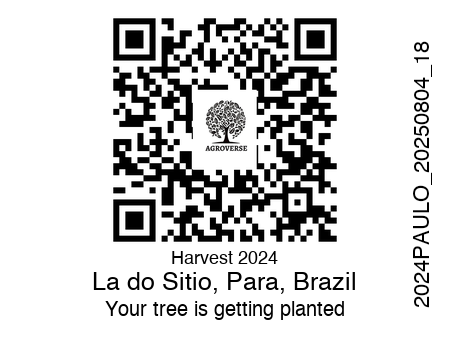 AGROVERSE
Harvest 2024
La do Sitio, Para, Brazil
Your tree is getting planted
2024PAULO_20250804_18